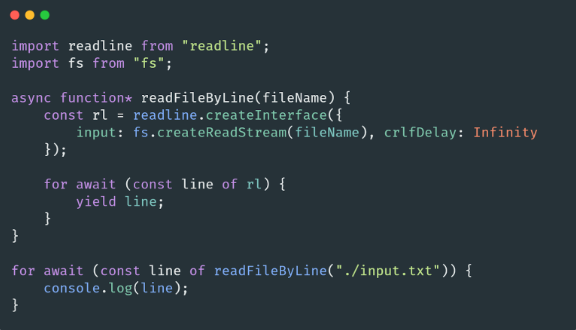 import readline from "readline";
import fs from "fs";

async function* readFileByLine(fileName) {
    const rl = readline.createInterface({
        input: fs.createReadStream(fileName), crlfDelay: Infinity
    });

    for await (const line of rl) {
        yield line;
    }
}

for await (const line of readFileByLine("./input.txt")) {
    console.log(line);
}